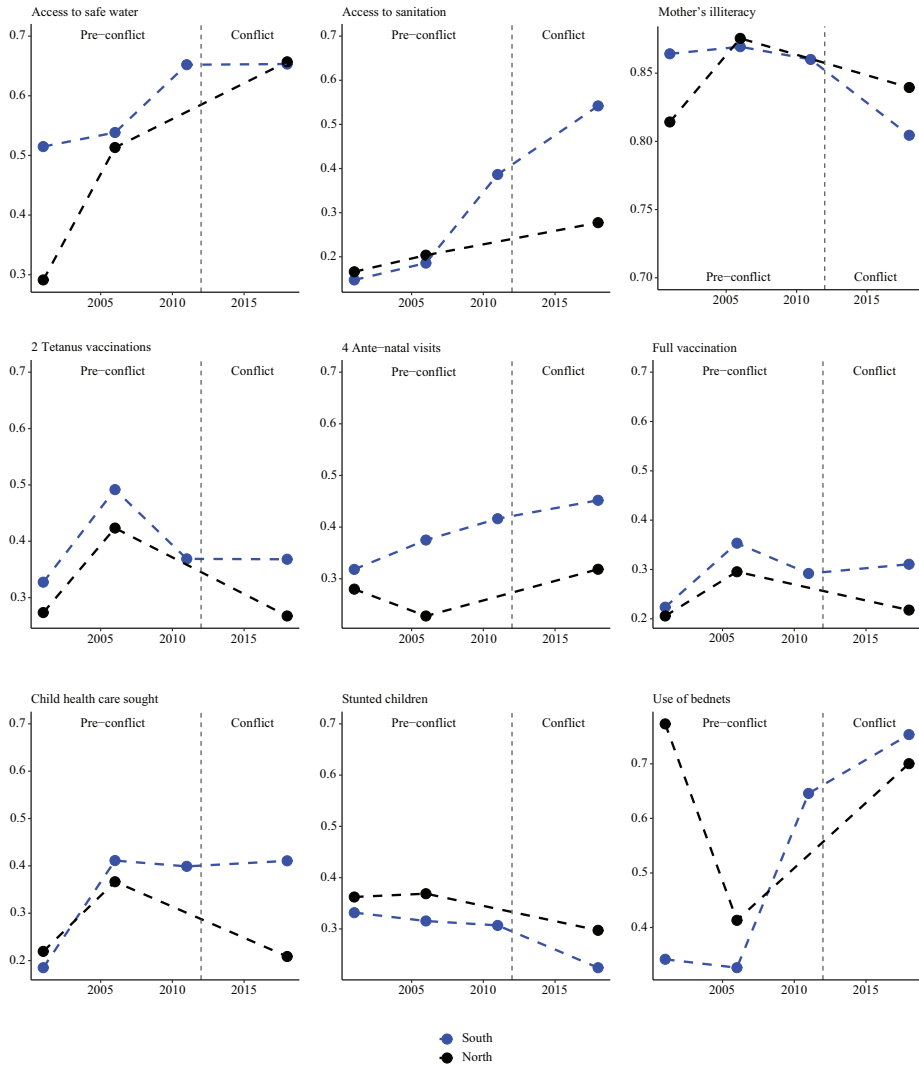 Access to safe water
Pre−conflict
Conflict
0.7
0.6
0.5
0.4
0.3
2005
2010
2015
Access to sanitation
Pre−conflict
Conflict
0.7
0.6
0.5
0.4
0.3
0.2
2005
2010
2015
Mother's illiteracy
0.85
0.80
0.75
0.70
Pre−conflict
Conflict
2005
2010
2015
2 Tetanus vaccinations
Pre−conflict
Conflict
0.7
0.6
0.5
0.4
0.3
2005
2010
2015
4 Ante−natal visits
Pre−conflict
Conflict
0.7
0.6
0.5
0.4
0.3
2005
2010
2015
Full vaccination
Pre−conflict
Conflict
0.7
0.6
0.5
0.4
0.3
0.2
2005
2010
2015
Child health care sought
Pre−conflict
Conflict
0.7
0.6
0.5
0.4
0.3
0.2
2005
2010
2015
Stunted children
Pre−conflict
Conflict
0.7
0.6
0.5
0.4
0.3
2005
2010
2015
Use of bednets
Pre−conflict
Conflict
0.7
0.5
0.4
2005
2010
2015
South
North